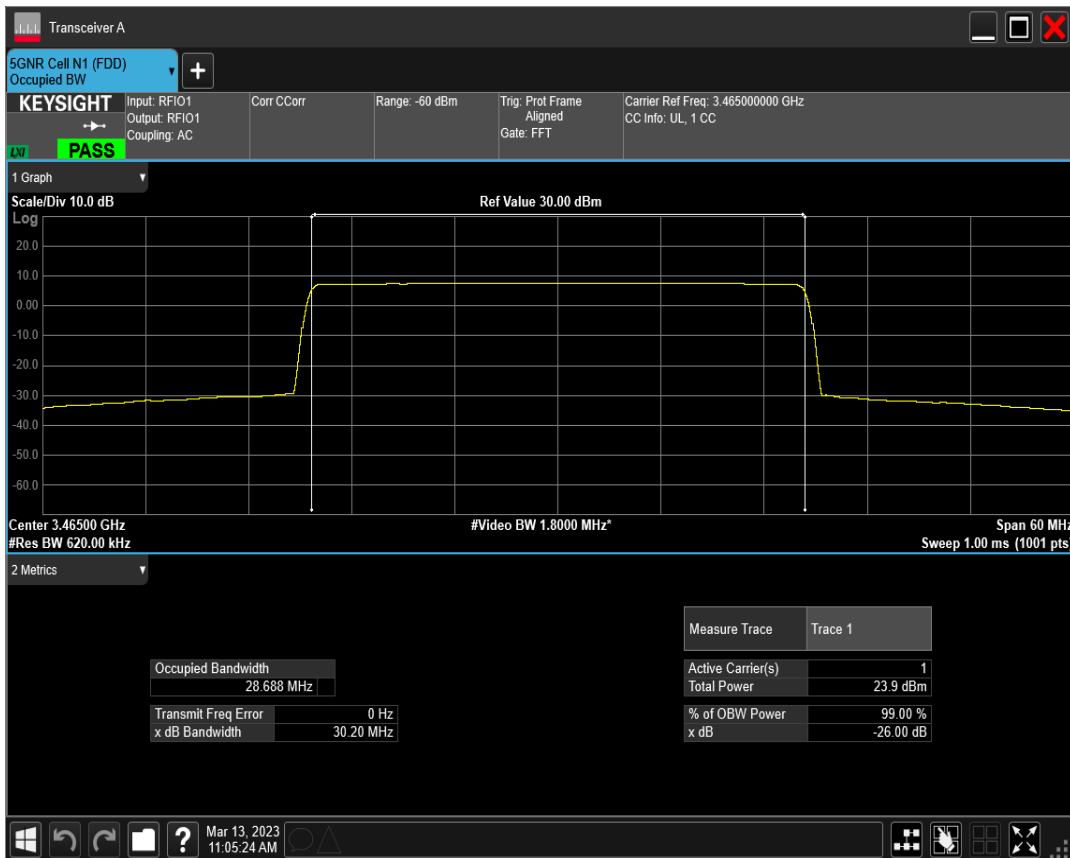 Transceiver A
5GNR Cell N1 (FDD)
Occupied BW
+
KEYSIGHT
LXI
PASS
Input: RFIO1
Output: RFIO1
Coupling: AC
Corr CCorr
Range: -60 dBm
Trig: Prot Frame
Aligned
Gate: FFT
Carrier Ref Freq: 3.465000000 GHz
CC Info: UL, 1 CC
1 Graph
Scale/Div 10.0 dB
Ref Value 30.00 dBm
Log
20.0
10.0
0.00
-10.0
-20.0
-30.0
-40.0
-50.0
-60.0
Center 3.46500 GHz
#Video BW 1.8000 MHz*
Span 60 MHz
#Res BW 620.00 kHz
Sweep 1.00 ms (1001 pts)
2 Metrics
Measure Trace Trace 1
Occupied Bandwidth
28.688 MHz
Active Carrier(s) 1
Total Power 23.9 dBm
Transmit Freq Error 0 Hz
x dB Bandwidth 30.20 MHz
% of OBW Power 99.00 %
x dB -26.00 dB
?
Mar 13, 2023
11:05:24 AM